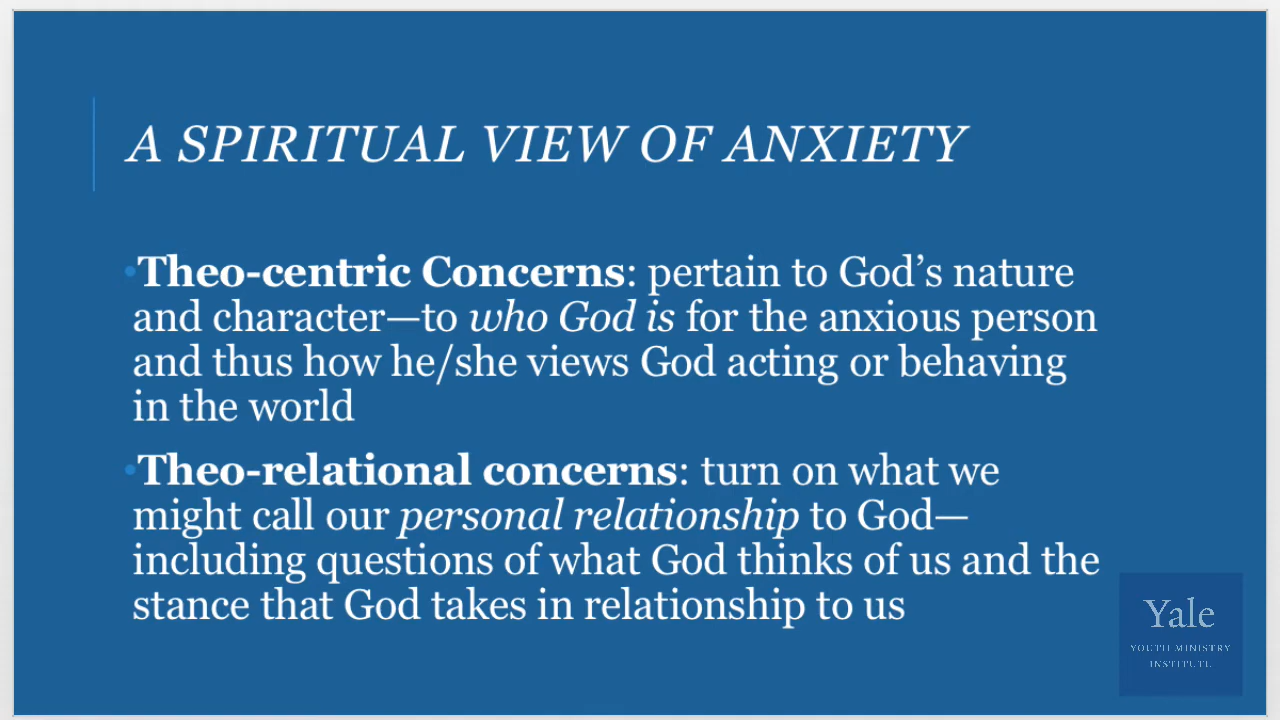 A SPIRITUAL VIEW OF ANXIETY
•Theo-centric Concerns: pertain to God’s nature
and character—to who God is for the anxious person
and thus how he/she views God acting or behaving
in the world
•Theo-relational concerns: turn on what we
might call our personal relationship to God—
including questions of what God thinks of us and the
stance that God takes in relationship to us
Yale
YOUTH MINISTRY
INSTITUTE